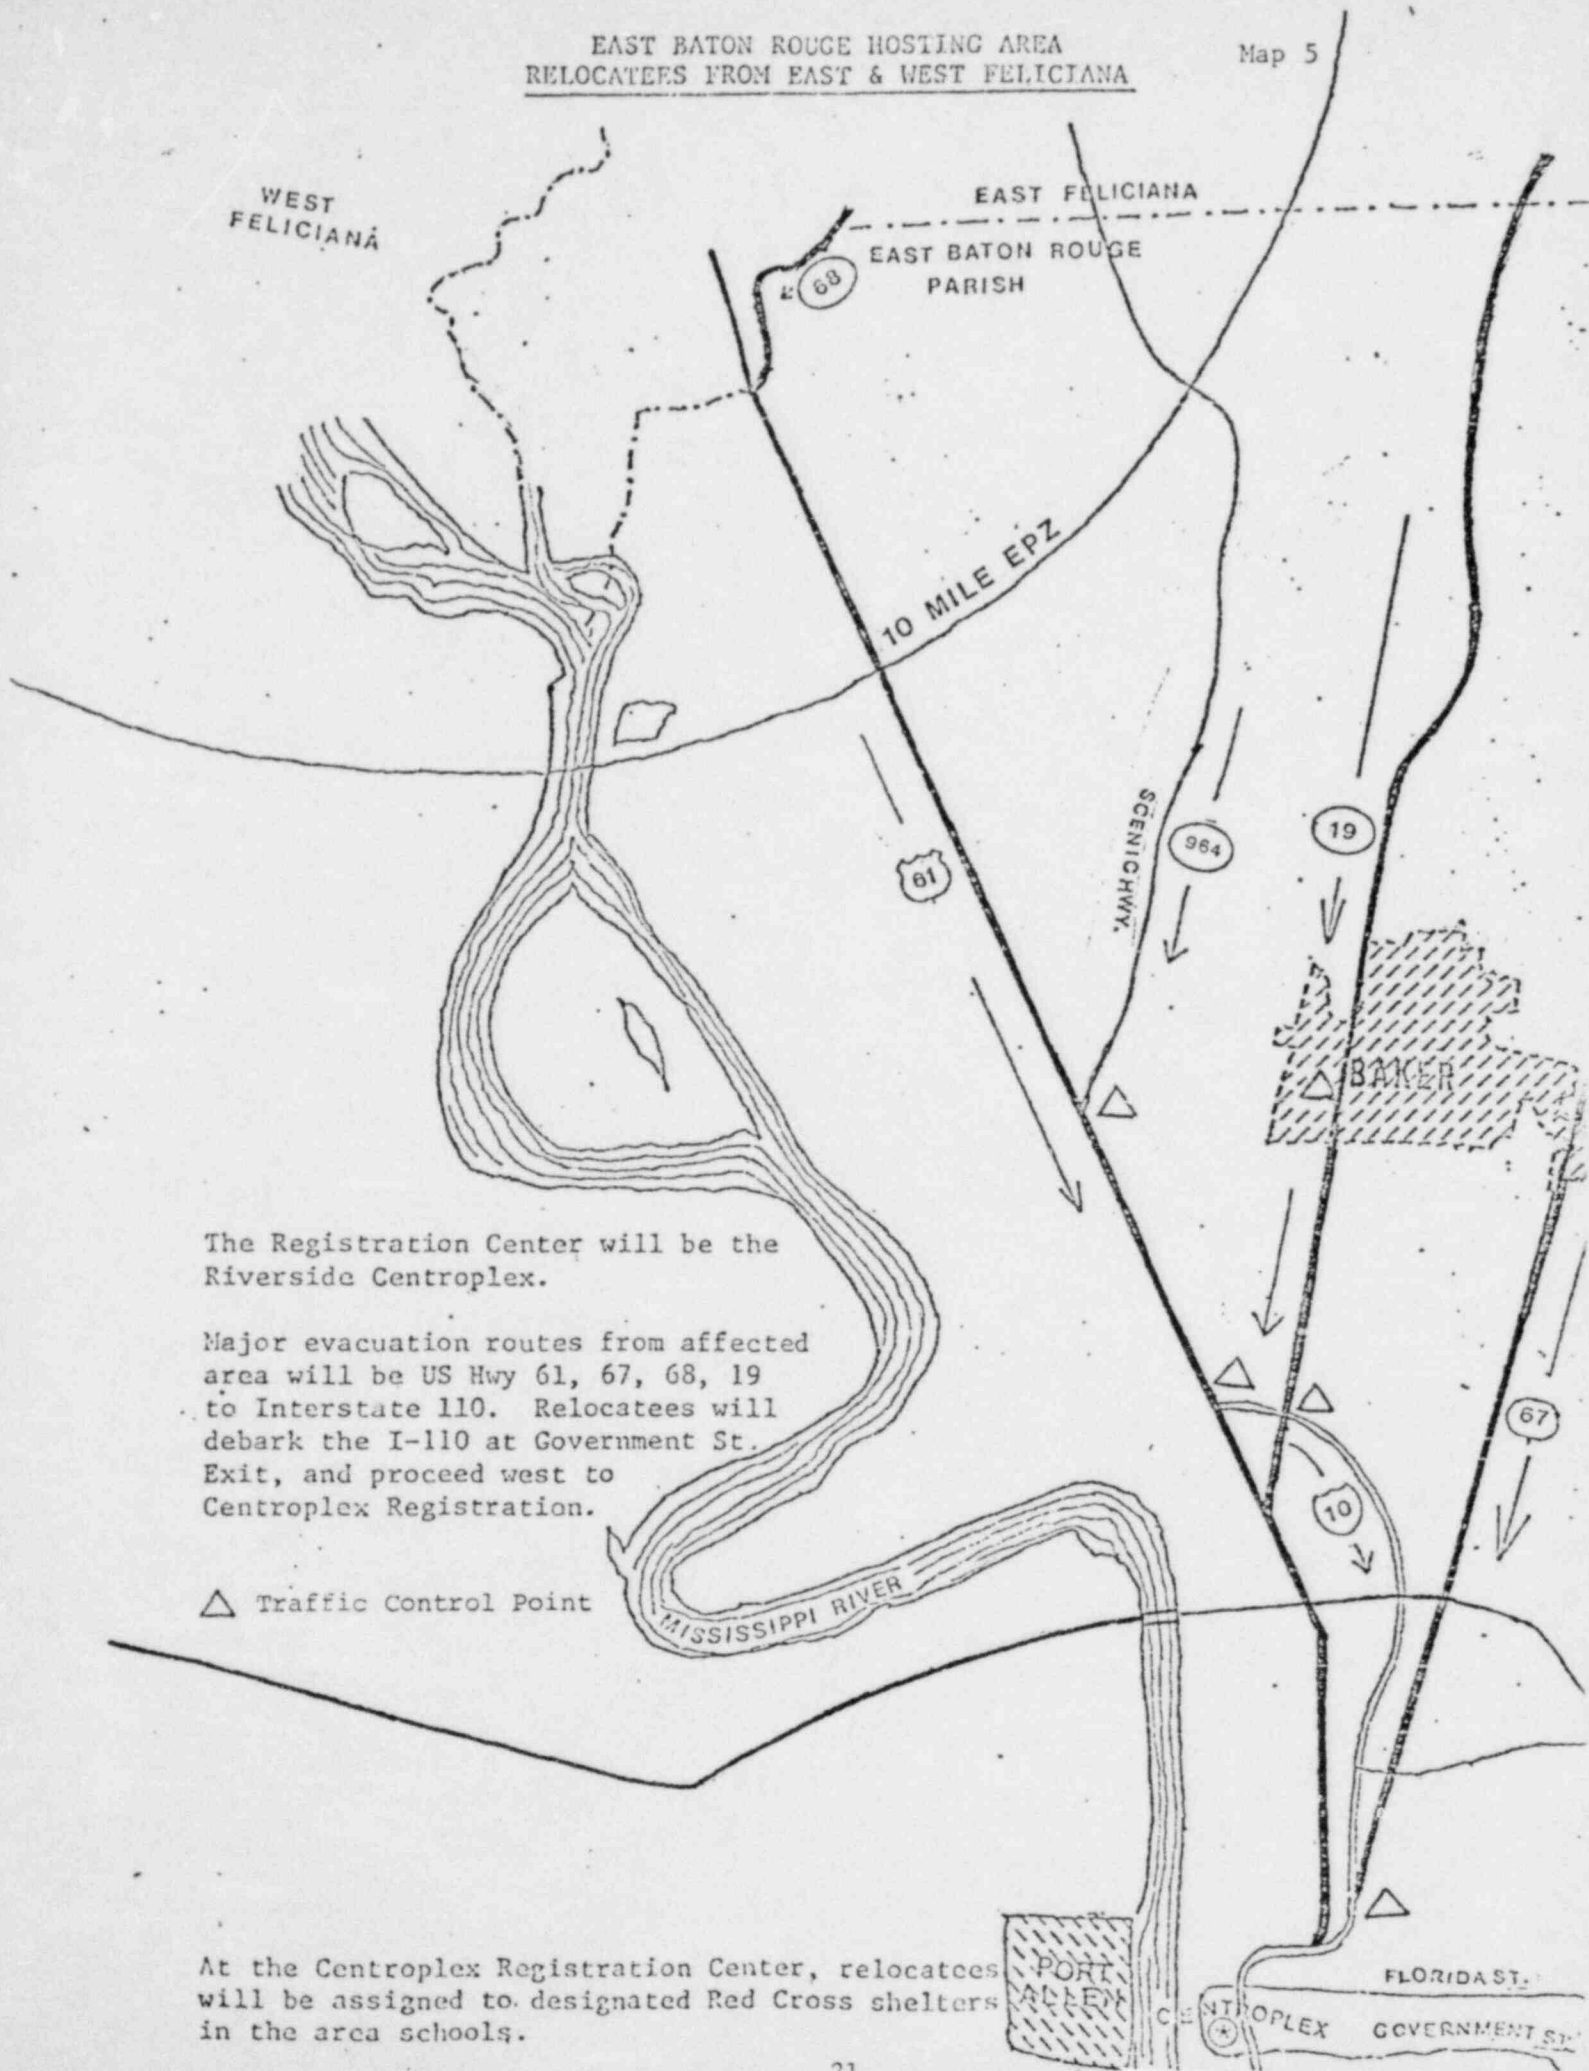 EAST BATON ROUGE HOSTING AREA
RELOCATEES FROM EAST & WEST FELICIANA
Map 5
WEST
FELICIANA
EAST FELICIANA
EAST BATON ROUGE
PARISH
68
10 MILE EPZ
SCENIC HWY.
964
19
61
BAKER
The Registration Center will be the
Riverside Centroplex.
Major evacuation routes from affected
area will be US Hwy 61, 67, 68, 19
to Interstate 110. Relocatees will
debark the I-110 at Government St.
Exit, and proceed west to
Centroplex Registration.
67
10
Traffic Control Point
MISSISSIPPI RIVER
At the Centroplex Registration Center, relocatees
will be assigned to designated Red Cross shelters
in the area schools.
PORT
ALLEN
CENTROPLEX
FLORIDA ST.
GOVERNMENT ST.
21